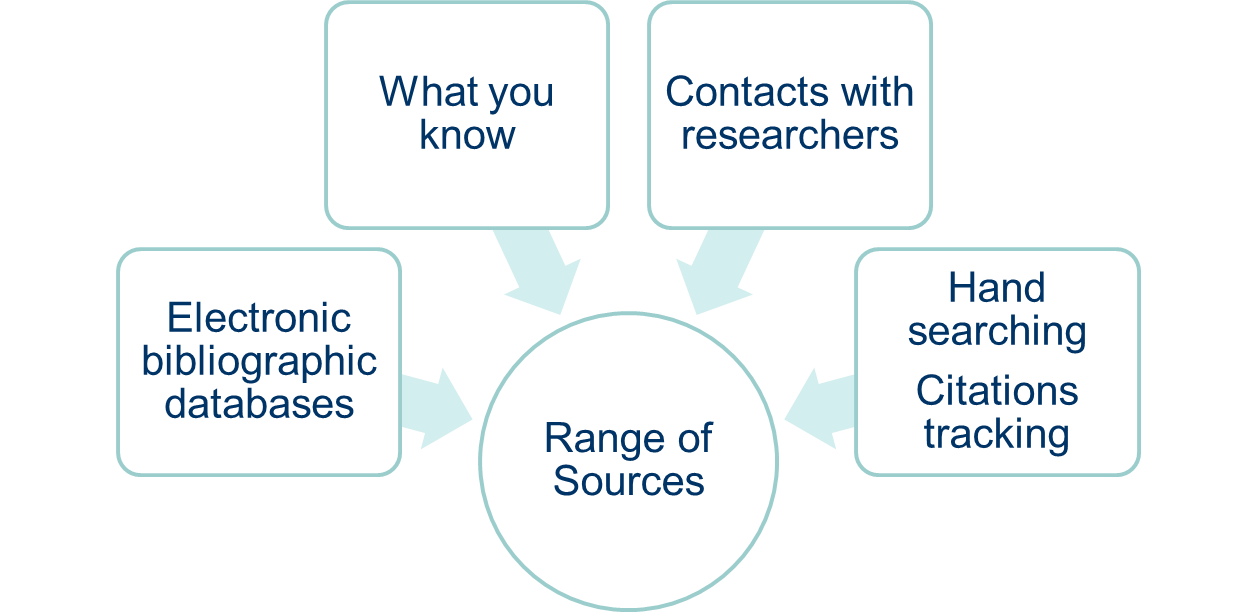 What you
know
Contacts with
researchers
Electronic
bibliographic
databases
Hand
searching
Citations
tracking
Range of
Sources